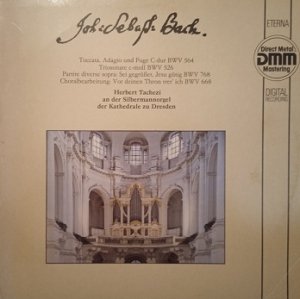 Joh. Sebast. Bach.
Toccata, Adagio und Fuge C-dur BWV 564
Triosonate c-moll BWV 526
Partite diverse sopra: Sei gegrüßet, Jesu gütig BWV 768
Choralbearbeitung: Vor deinen Thron tret' ich BWV 668
Herbert Tachezi
an der Silbermannorgel
der Kathedrale zu Dresden
ETERNA
Direct Metal
DMM
Mastering
DIGITAL
RECORDING